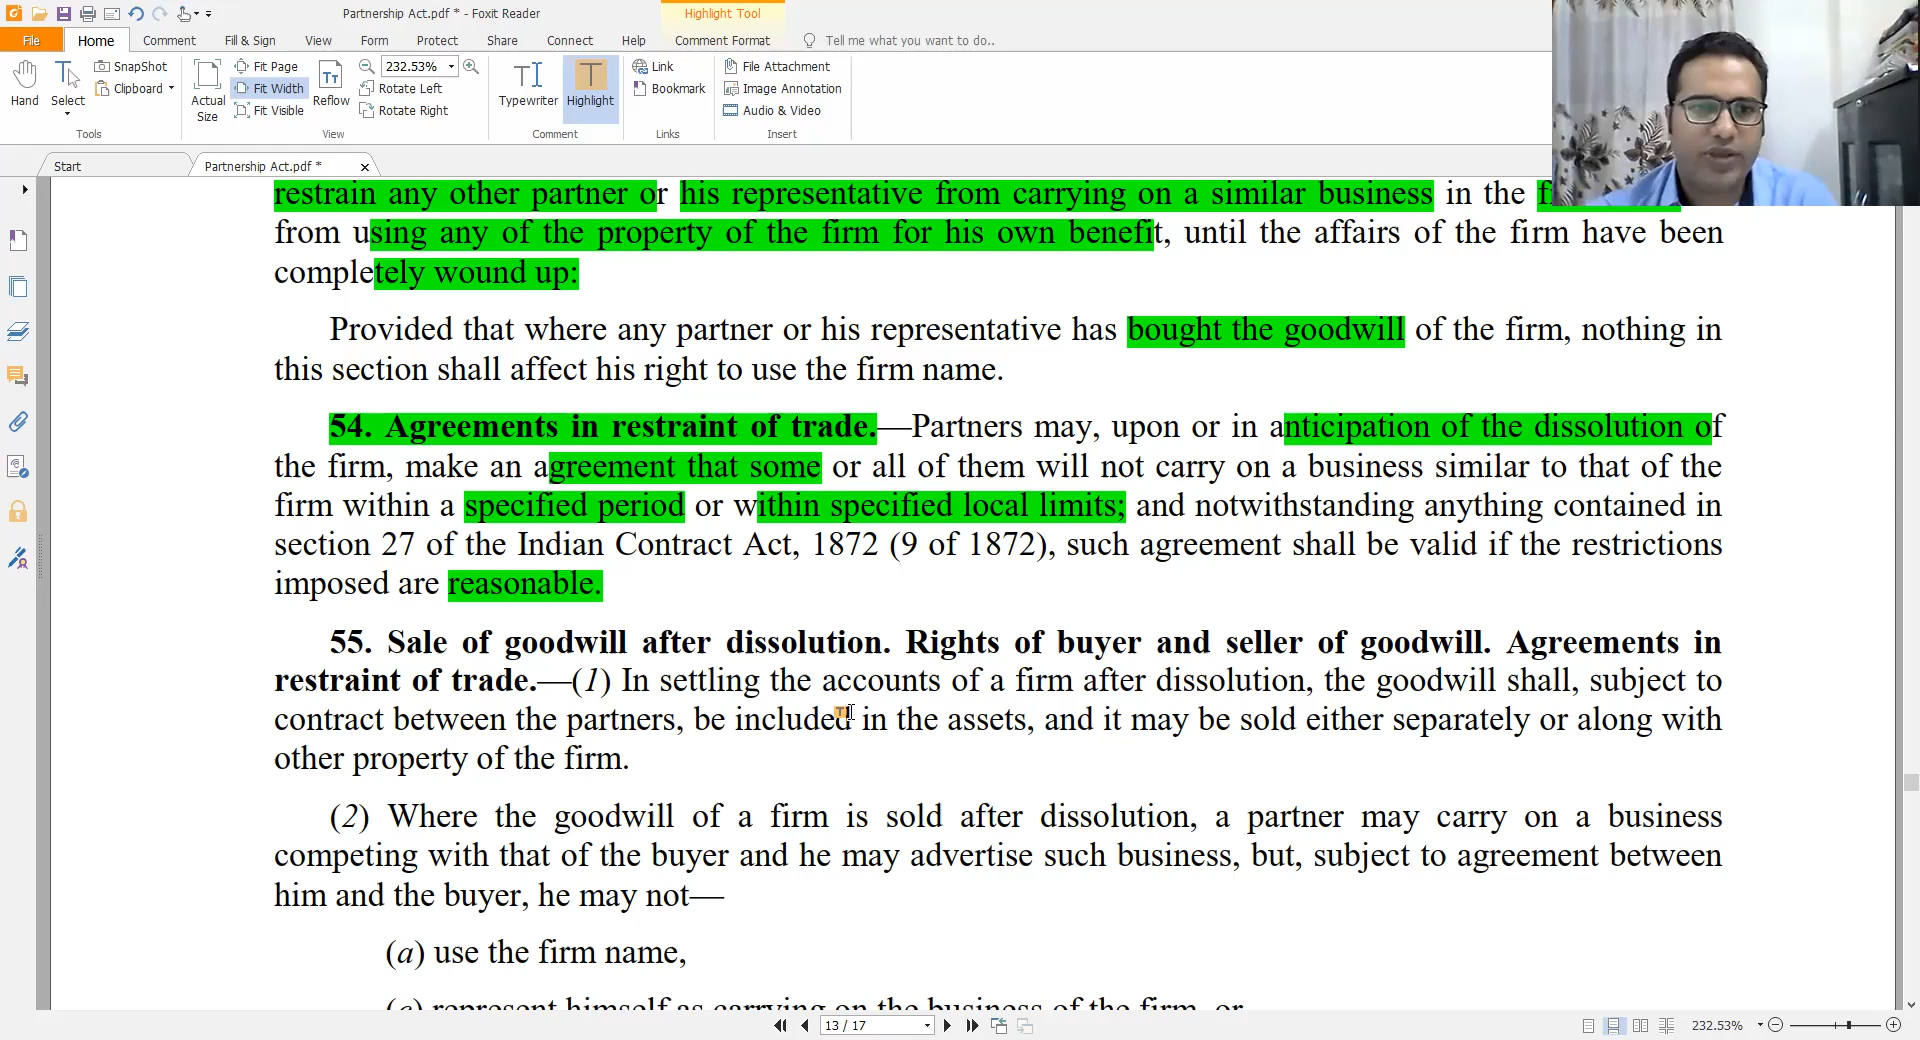 Partnership Act.pdf * - Foxit Reader
Highlight Tool
File Home Comment Fill & Sign View Form Protect Share Connect Help Comment Format Tell me what you want to do..
Hand
Select
SnapShot
Clipboard
Tools
Actual Size
Fit Page
Fit Width
Fit Visible
Reflow
232.53%
Rotate Left
Rotate Right
View
Typewriter
Highlight
Comment
Link
Bookmark
Links
File Attachment
Image Annotation
Audio & Video
Insert
Start
Partnership Act.pdf *
restrain any other partner or his representative from carrying on a similar business in the
from using any of the property of the firm for his own benefit, until the affairs of the firm have been
completely wound up:
Provided that where any partner or his representative has bought the goodwill of the firm, nothing in
this section shall affect his right to use the firm name.
54. Agreements in restraint of trade.—Partners may, upon or in anticipation of the dissolution of
the firm, make an agreement that some or all of them will not carry on a business similar to that of the
firm within a specified period or within specified local limits; and notwithstanding anything contained in
section 27 of the Indian Contract Act, 1872 (9 of 1872), such agreement shall be valid if the restrictions
imposed are reasonable.
55. Sale of goodwill after dissolution. Rights of buyer and seller of goodwill. Agreements in
restraint of trade.—(1) In settling the accounts of a firm after dissolution, the goodwill shall, subject to
contract between the partners, be included in the assets, and it may be sold either separately or along with
other property of the firm.
(2) Where the goodwill of a firm is sold after dissolution, a partner may carry on a business
competing with that of the buyer and he may advertise such business, but, subject to agreement between
him and the buyer, he may not—
(a) use the firm name,
(c) represent himself as carrying on the business of the firm, or
13 / 17
232.53%